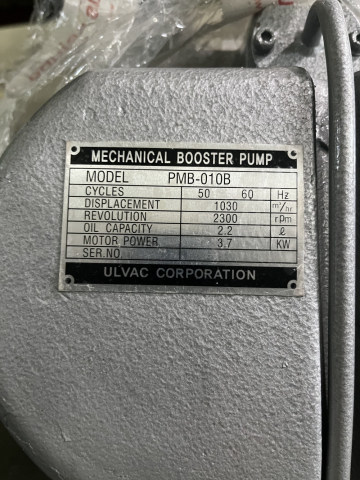 MECHANICAL BOOSTER PUMP
MODEL PMB-010B
CYCLES 50 60 Hz
DISPLACEMENT 1030 m³/hr
REVOLUTION 2300 rpm
OIL CAPACITY 2.2 ℓ
MOTOR POWER 3.7 KW
SER.NO.
ULVAC CORPORATION